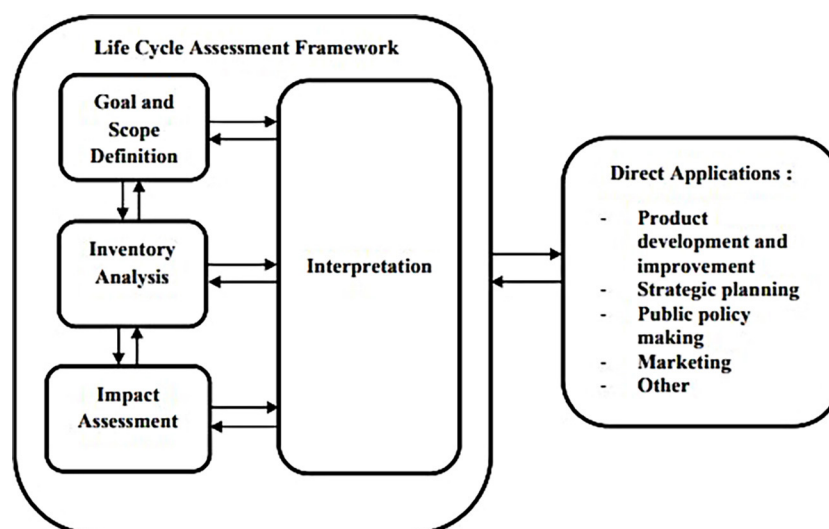 Life Cycle Assessment Framework
Goal and
Scope
Definition
Inventory
Analysis
Impact
Assessment
Interpretation
Direct Applications :
- Product
development and
improvement
- Strategic planning
- Public policy
making
- Marketing
- Other